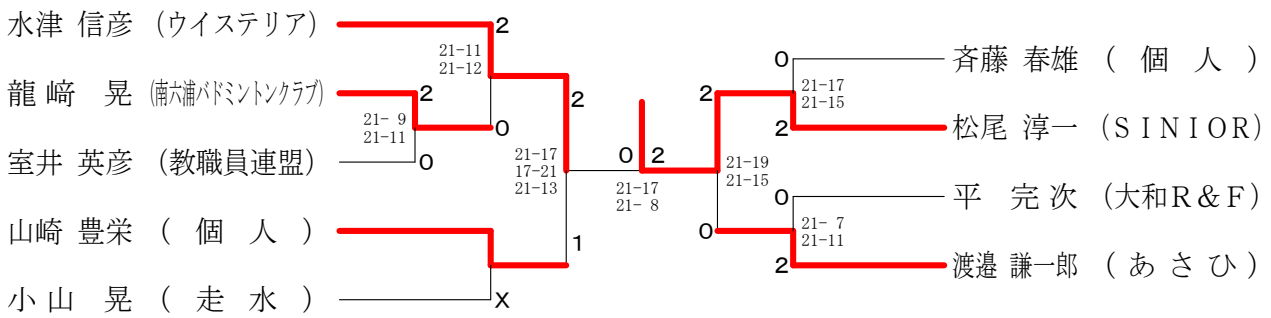 水津 信彦 (ウイステリア)
龍﨑 晃 (南六浦バドミントンクラブ)
室井 英彦 (教職員連盟)
山崎 豊栄 ( 個 人 )
小山 晃 ( 走 水 )
2
21-11
21-12
2
21- 9
21-11
0
0
2
21-17
17-21
21-13
1
X
0
2
21-17
21- 8
2
21-19
21-15
0
0
21-17
21-15
2
0
21- 7
21-11
2
斉藤 春雄 ( 個 人 )
松尾 淳一 (SINIOR)
平 完次 (大和R&F)
渡邉 謙一郎 ( あ さ ひ )